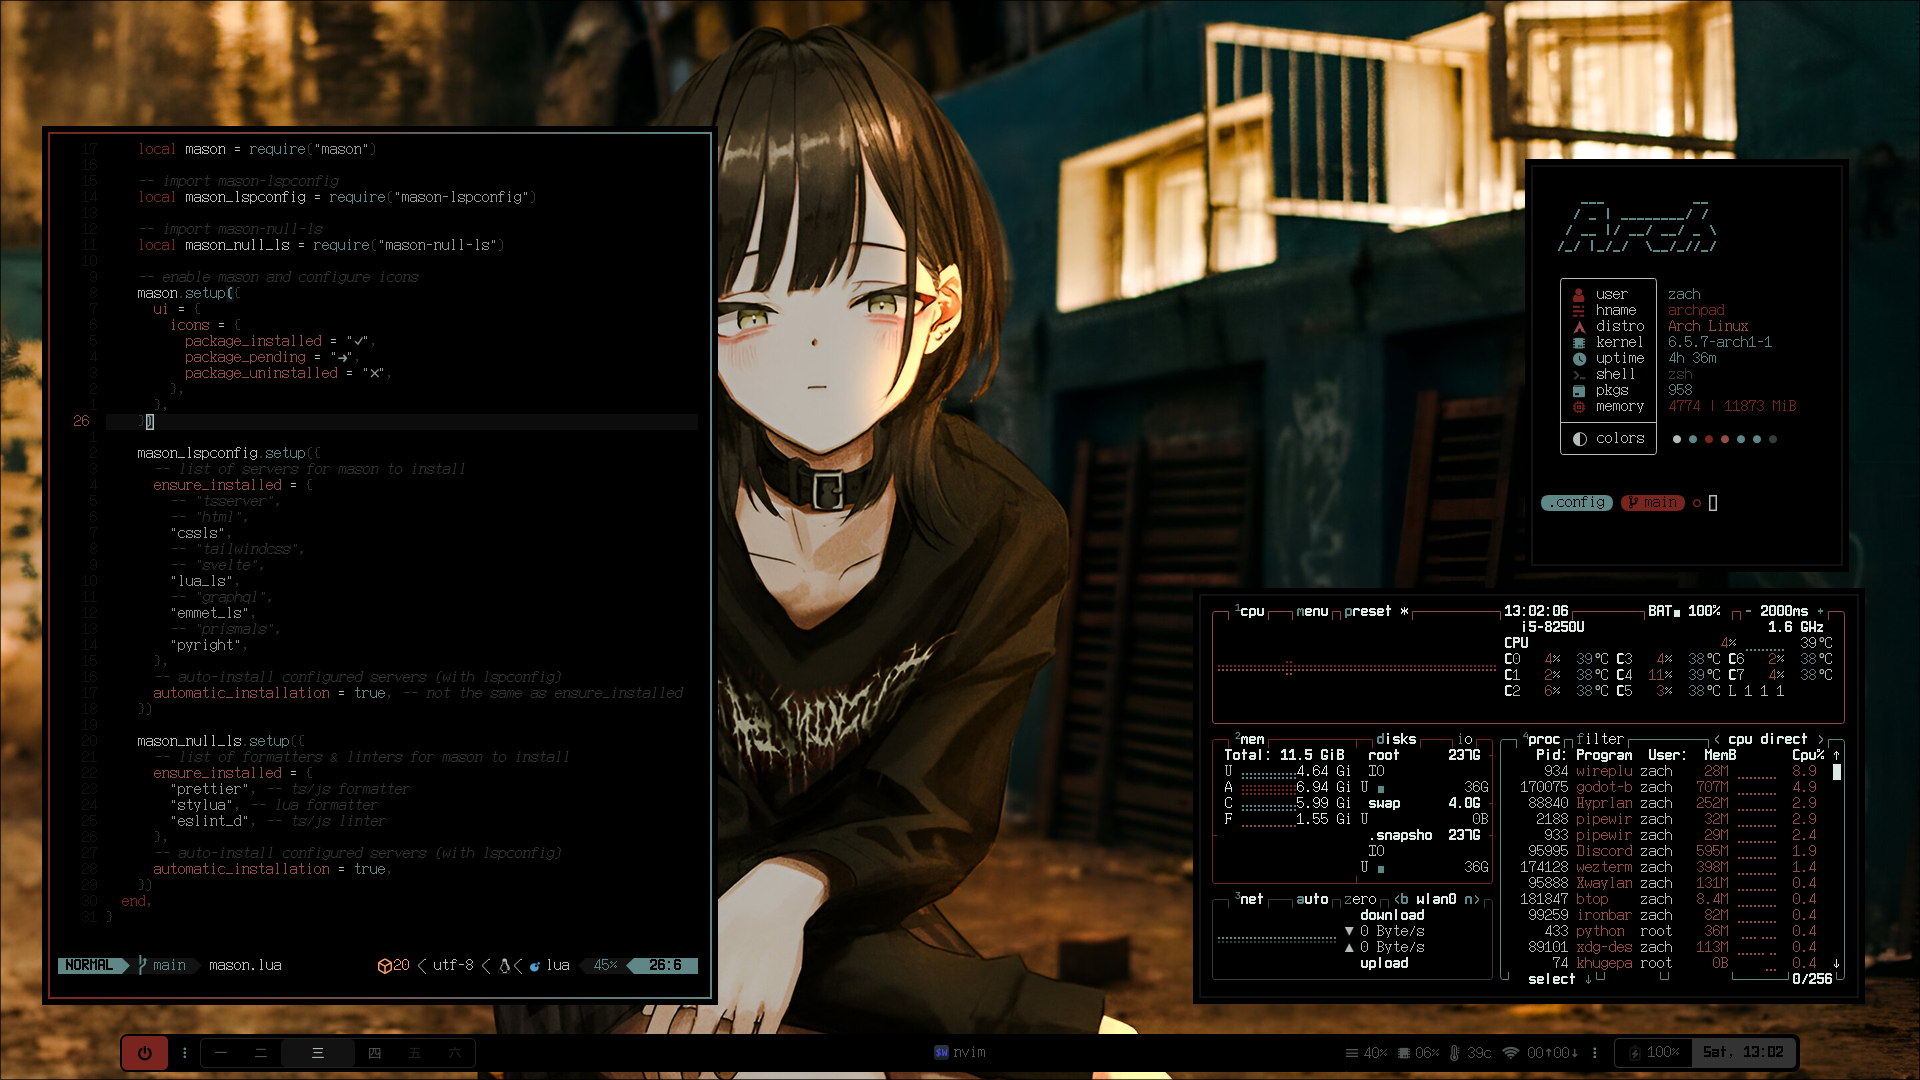 17 local mason = require("mason")
16
15 -- import mason-lspconfig
14 local mason_lspconfig = require("mason-lspconfig")
13
12 -- import mason-null-ls
11 local mason_null_ls = require("mason-null-ls")
10
9 -- enable mason and configure icons
8 mason.setup({
7 ui = {
6 icons = {
5 package_installed = "✓",
4 package_pending = "➜",
3 package_uninstalled = "✗",
2 },
1 },
26 })
1
2 mason_lspconfig.setup({
3 -- list of servers for mason to install
4 ensure_installed = {
5 -- "tsserver",
6 -- "html",
7 "cssls",
8 -- "tailwindcss",
9 -- "svelte",
10 "lua_ls",
11 -- "graphql",
12 "emmet_ls",
13 -- "prismals",
14 "pyright",
15 },
16 -- auto-install configured servers (with lspconfig)
17 automatic_installation = true, -- not the same as ensure_installed
18 })
19
20 mason_null_ls.setup({
21 -- list of formatters & linters for mason to install
22 ensure_installed = {
23 "prettier", -- ts/js formatter
24 "stylua", -- lua formatter
25 "eslint_d", -- ts/js linter
26 },
27 -- auto-install configured servers (with lspconfig)
28 automatic_installation = true,
29 })
30 end,
31 }
NORMAL main mason.lua 20 < utf-8 < < lua 45% 26:6
Arch
user zach
hname archpad
distro Arch Linux
kernel 6.5.7-arch1-1
uptime 4h 36m
shell zsh
pkgs 958
memory 4774 | 11873 MiB
colors
.config main
1cpu menu preset * 13:02:06 BAT 100% - 2000ms +
i5-8250U 1.6 GHz
CPU 4% 39°C
C0 4% 39°C C3 4% 38°C C6 2% 38°C
C1 2% 38°C C4 11% 39°C C7 4% 38°C
C2 6% 38°C C5 3% 38°C L 1 1 1
2mem disks io
Total: 11.5 GiB root 237G
U 4.64 Gi IO
A 6.94 Gi U 36G
C 5.99 Gi swap 4.0G
F 1.55 Gi U 0B
.snapsho 237G
IO
U 36G
3net auto zero <b wlan0 n>
download
▼ 0 Byte/s
▲ 0 Byte/s
upload
4proc filter < cpu direct >
Pid: Program User: MemB Cpu% ↑
934 wireplu zach 28M 8.9
170075 godot-b zach 707M 4.9
88840 Hyprlan zach 252M 2.9
2188 pipewir zach 32M 2.9
933 pipewir zach 29M 2.4
95995 Discord zach 595M 1.9
174128 wezterm zach 398M 1.4
95888 Xwaylan zach 131M 0.4
181847 btop zach 8.4M 0.4
99259 ironbar zach 82M 0.4
433 python root 36M 0.4
89101 xdg-des zach 113M 0.4
74 khugepa root 0B 0.4 ↓
select ↓ 0/256
一 二 三 四 五 六
nvim
40% 06% 39c 00↑00↓ 100% Sat, 13:02